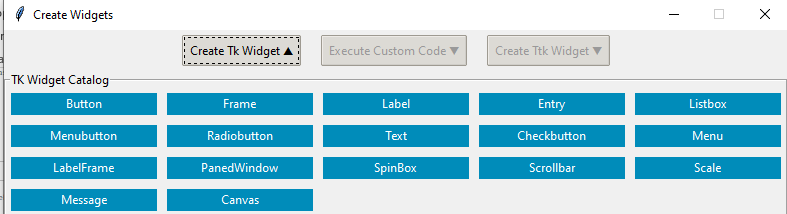 Create Widgets
Create Tk Widget ▲ Execute Custom Code ▼ Create Ttk Widget ▼
TK Widget Catalog
Button Frame Label Entry Listbox
Menubutton Radiobutton Text Checkbutton Menu
LabelFrame PanedWindow SpinBox Scrollbar Scale
Message Canvas